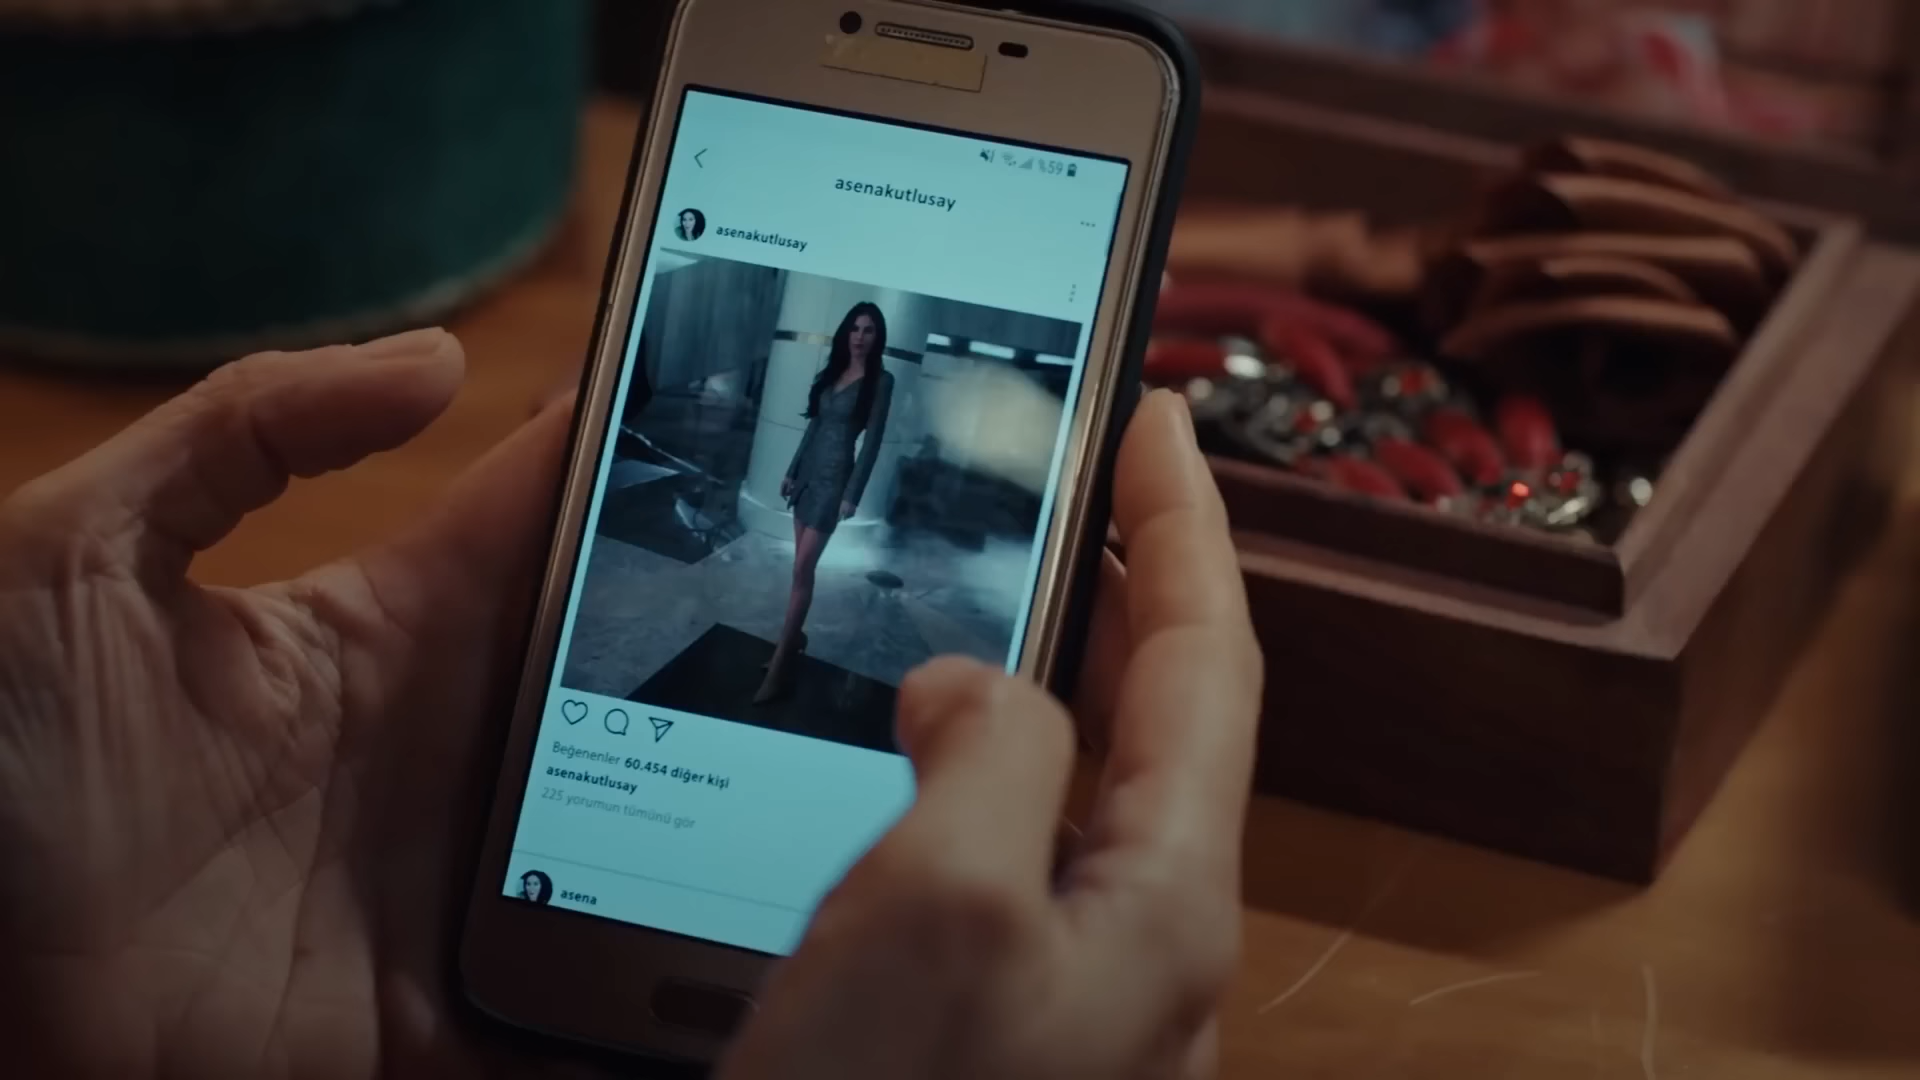 %59
asenakutlusay
asenakutlusay
Beğenenler 60.454 diğer kişi
asenakutlusay
225 yorumun tümünü gör
asena